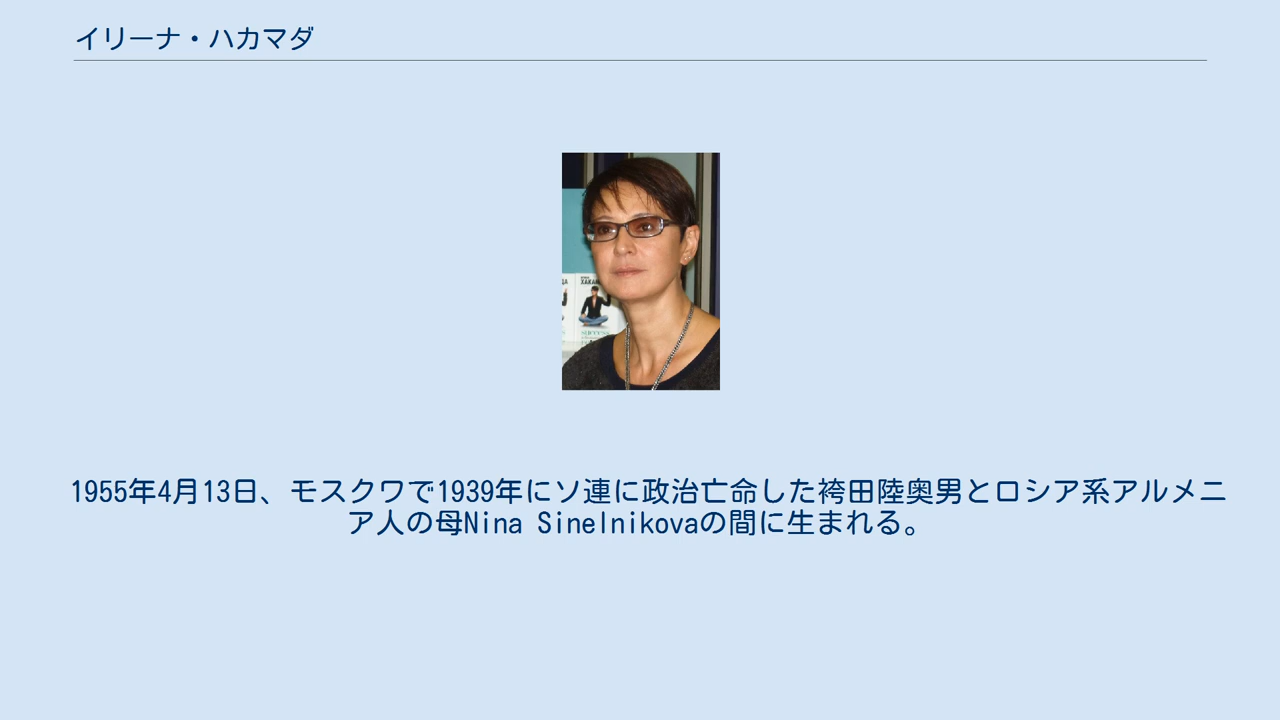 イリーナ・ハカマダ
ХАКАМ
success
1955年4月13日、モスクワで1939年にソ連に政治亡命した袴田陸奥男とロシア系アルメニ
ア人の母Nina Sinelnikovaの間に生まれる。